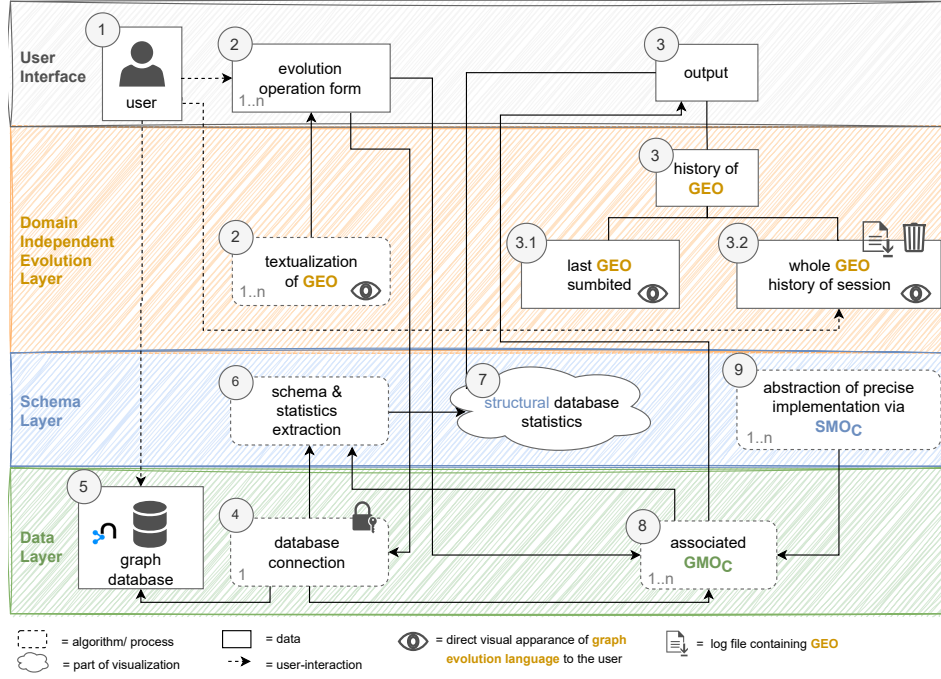 User
Interface
1
user
2
evolution
operation form
1..n
3
output
Domain
Independent
Evolution
Layer
3
history of
GEO
2
textualization
of GEO
1..n
3.1
last GEO
sumbited
3.2
whole GEO
history of session
Schema
Layer
6
schema &
statistics
extraction
7
structural database
statistics
9
abstraction of precise
implementation via
SMOC
1..n
Data
Layer
5
graph
database
4
database
connection
1
8
associated
GMOC
1..n
= algorithm/ process
= data
= direct visual apparance of graph
evolution language to the user
= log file containing GEO
= part of visualization
= user-interaction